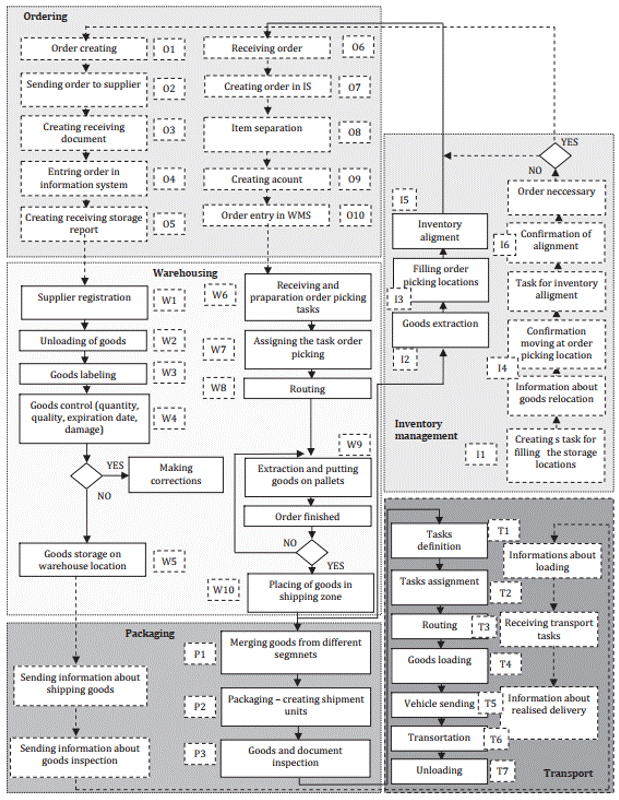 Ordering
Order creating
O1
Sending order to supplier
O2
Creating receiving
document
O3
Entring order in
information system
O4
Creating receiving storage
report
O5
Receiving order
O6
Creating order in IS
O7
Item separation
O8
Creating acount
O9
Order entry in WMS
O10
Warehousing
Supplier registration
W1
Unloading of goods
W2
Goods labeling
W3
Goods control (quantity,
quality, expiration date,
damage)
W4
YES
Making
corrections
NO
Goods storage on
warehouse location
W5
W6
Receiving and
praparation order picking
tasks
W7
Assigning the task order
picking
W8
Routing
W9
Extraction and putting
goods on pallets
Order finished
NO
YES
W10
Placing of goods in
shipping zone
Packaging
Sending information about
shipping goods
Sending information about
goods inspection
P1
Merging goods from different
segmnets
P2
Packaging – creating shipment
units
P3
Goods and document
inspection
YES
NO
I5
Inventory
aligment
Filling order
picking locations
I3
Goods extraction
I2
Order neccessary
I6
Confirmation of
alignment
Task for inventory
alligment
Confirmation
moving at order
picking location
I4
Information about
goods relocation
Inventory
management
I1
Creating s task for
filling the storage
locations
Tasks
definition
T1
Tasks assignment
T2
Routing
T3
Goods loading
T4
Vehicle sending
T5
Transortation
T6
Unloading
T7
Informations about
loading
Receiving transport
tasks
Information about
realised delivery
Transport